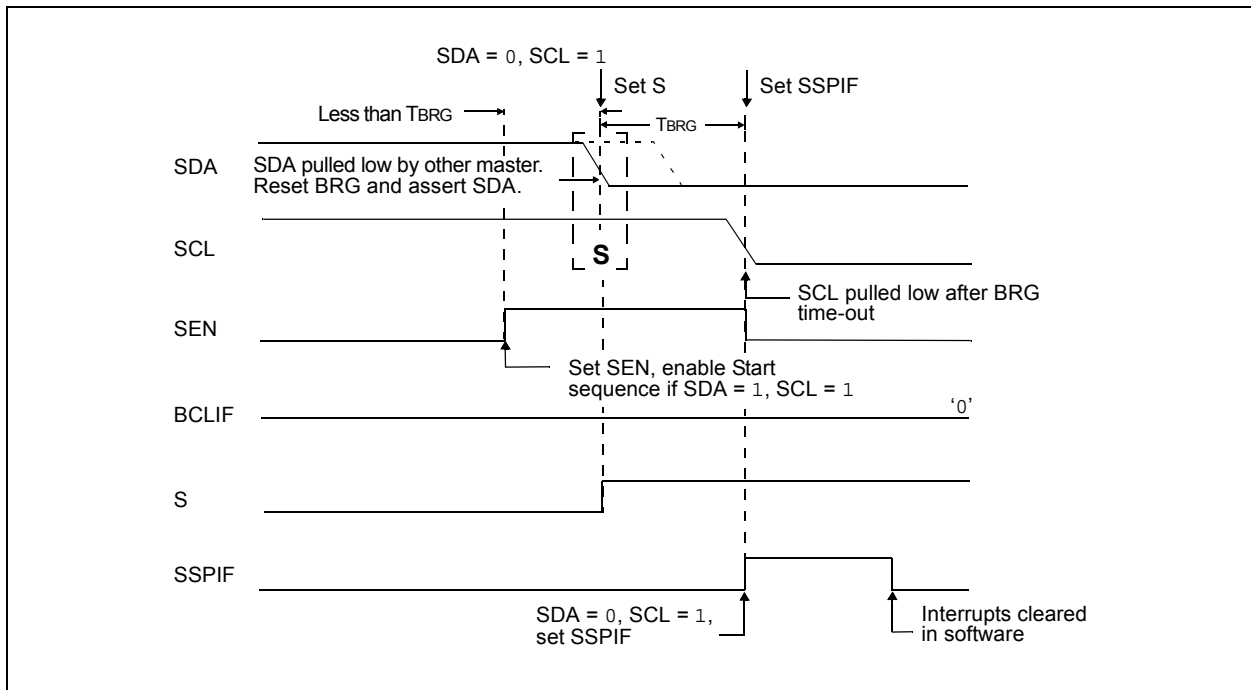 SDA = 0, SCL = 1
Set S
Set SSPIF
Less than TBRG
TBRG
SDA
SDA pulled low by other master.
Reset BRG and assert SDA.
SCL
S
SCL pulled low after BRG
time-out
SEN
Set SEN, enable Start
sequence if SDA = 1, SCL = 1
BCLIF
‘0’
S
SSPIF
SDA = 0, SCL = 1,
set SSPIF
Interrupts cleared
in software